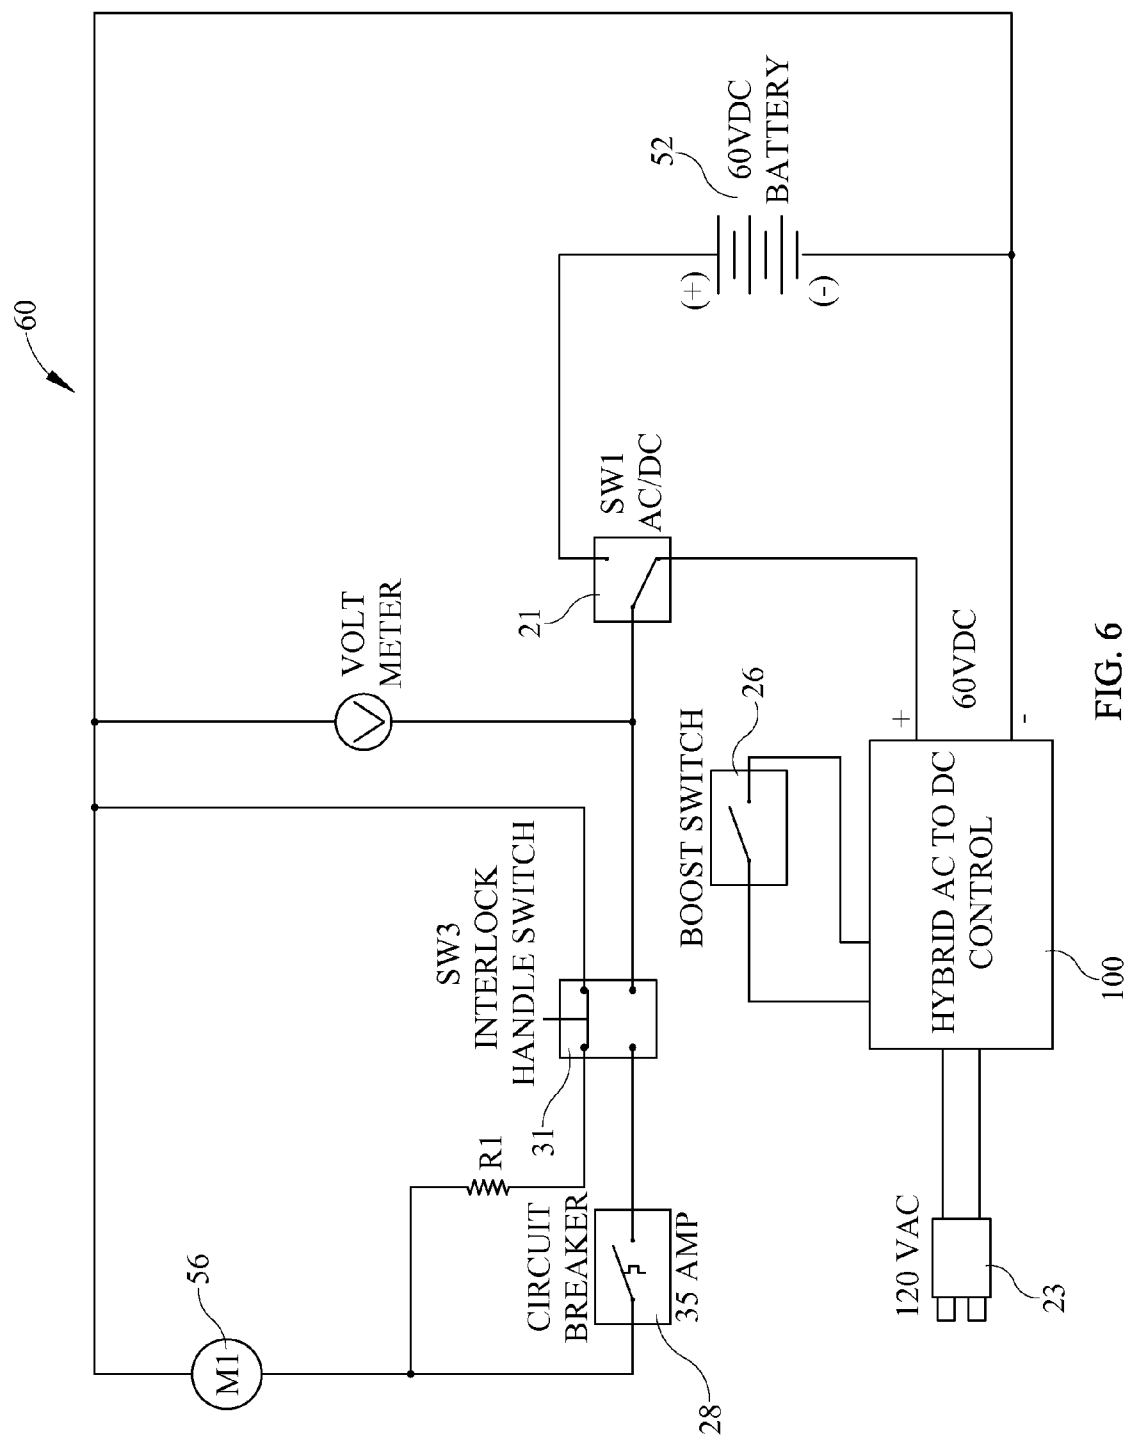 60
M1
56
VOLT
METER
SW3
INTERLOCK
HANDLE SWITCH
31
R1
CIRCUIT
BREAKER
35 AMP
28
SW1
AC/DC
21
52
60VDC
BATTERY
(+)
(-)
BOOST SWITCH
26
+
-
60VDC
HYBRID AC TO DC
CONTROL
100
120 VAC
23
FIG. 6